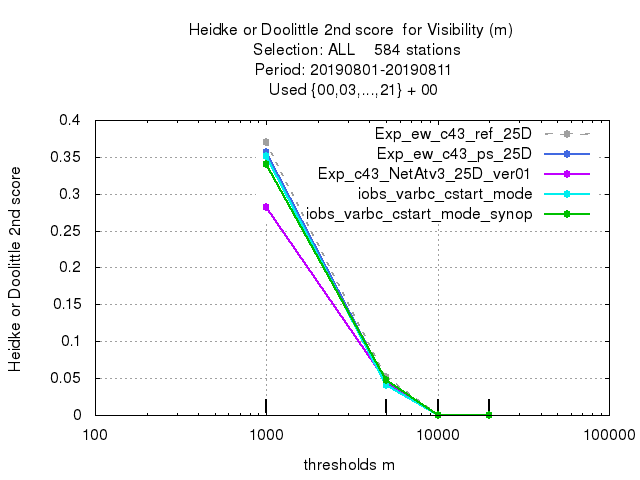 Heidke or Doolittle 2nd score  for Visibility (m)
Selection: ALL    584 stations
Period: 20190801-20190811
Used {00,03,...,21} + 00
Heidke or Doolittle 2nd score
0.4
0.35
0.3
0.25
0.2
0.15
0.1
0.05
0
Exp_ew_c43_ref_25D
Exp_ew_c43_ps_25D
Exp_c43_NetAtv3_25D_ver01
iobs_varbc_cstart_mode
iobs_varbc_cstart_mode_synop
100 1000 10000 100000
thresholds m